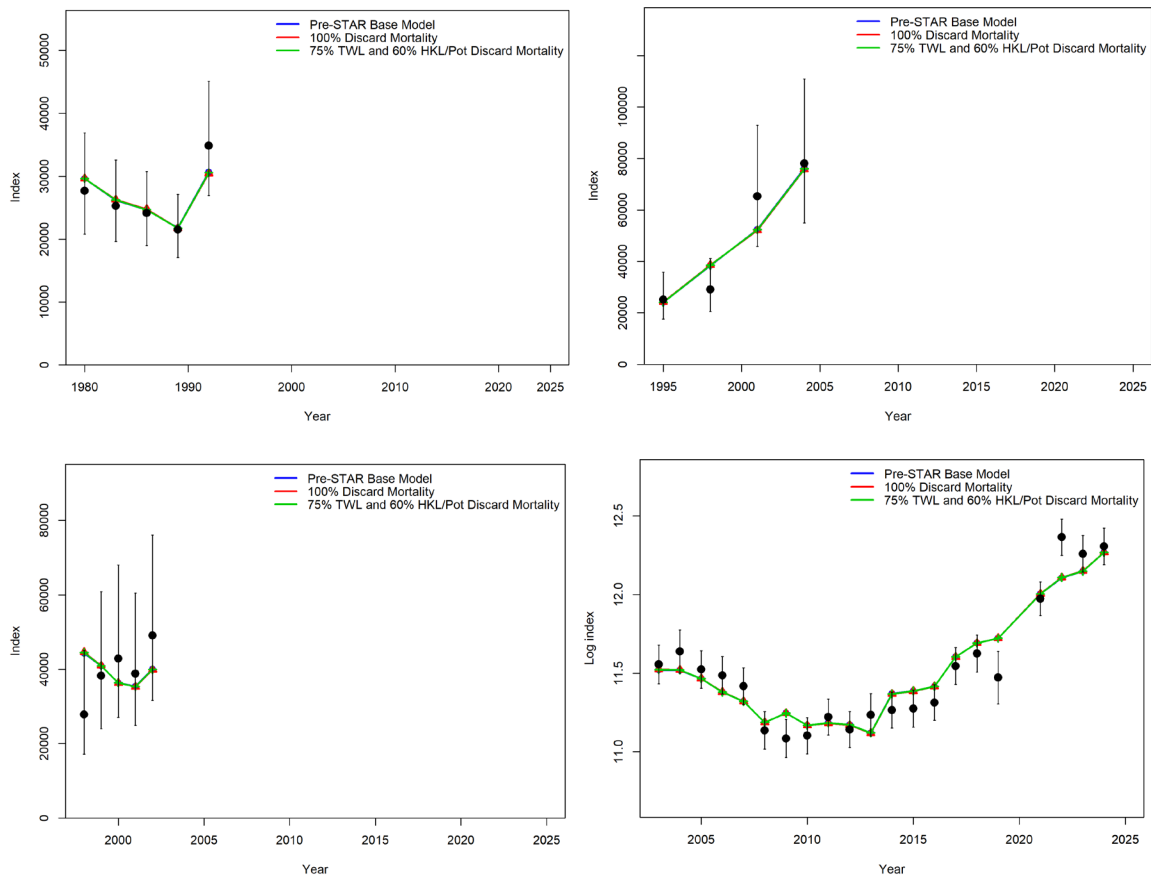 Pre-STAR Base Model
100% Discard Mortality
75% TWL and 60% HKL/Pot Discard Mortality
Index
0
10000
20000
30000
40000
50000
1980
1990
2000
2010
2020
2025
Year
Pre-STAR Base Model
100% Discard Mortality
75% TWL and 60% HKL/Pot Discard Mortality
Index
0
20000
40000
60000
80000
100000
1995
2000
2005
2010
2015
2020
2025
Year
Pre-STAR Base Model
100% Discard Mortality
75% TWL and 60% HKL/Pot Discard Mortality
Index
0
20000
40000
60000
80000
2000
2005
2010
2015
2020
2025
Year
Pre-STAR Base Model
100% Discard Mortality
75% TWL and 60% HKL/Pot Discard Mortality
Log index
11.0
11.5
12.0
12.5
2005
2010
2015
2020
2025
Year